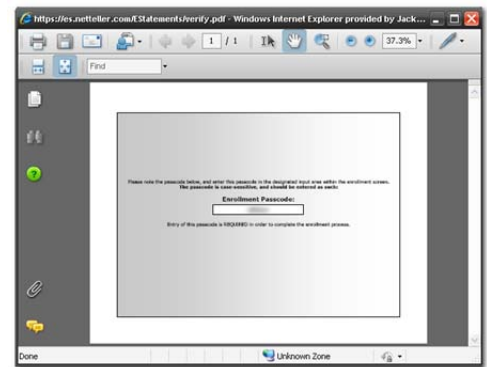 https://es.netteller.com/EStatements/verify.pdf - Windows Internet Explorer provided by Jack...
1 / 1
37.3%
Find
Please note the passcode below, and enter this passcode in the designated input area within the enrollment screen.
The passcode is case-sensitive, and should be entered as such:
Enrollment Passcode:
Entry of this passcode is REQUIRED in order to complete the enrollment process.
Done
Unknown Zone